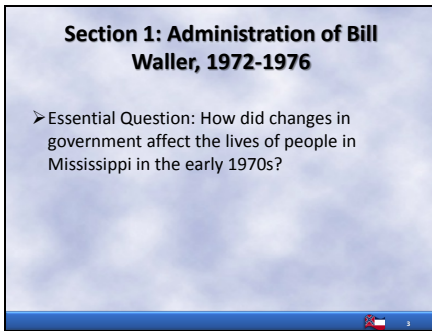 Section 1: Administration of Bill
Waller, 1972-1976
➢Essential Question: How did changes in
government affect the lives of people in
Mississippi in the early 1970s?
3